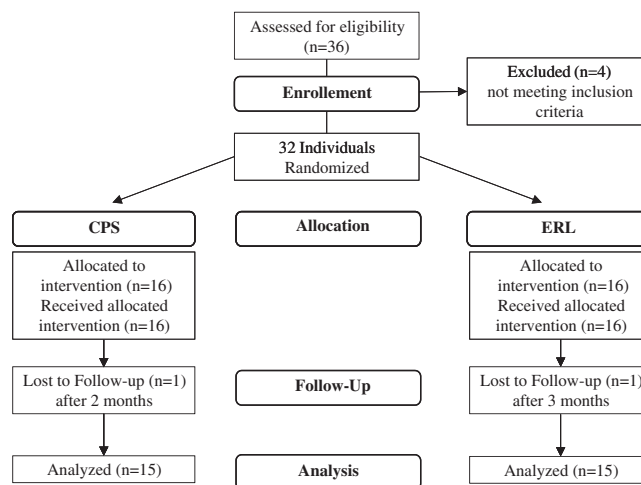 Assessed for eligibility
(n=36)
Excluded (n=4)
not meeting inclusion
criteria
Enrollement
32 Individuals
Randomized
CPS
Allocation
ERL
Allocated to
intervention (n=16)
Received allocated
intervention (n=16)
Allocated to
intervention (n=16)
Received allocated
intervention (n=16)
Lost to Follow-up (n=1)
after 2 months
Follow-Up
Lost to Follow-up (n=1)
after 3 months
Analyzed (n=15)
Analysis
Analyzed (n=15)